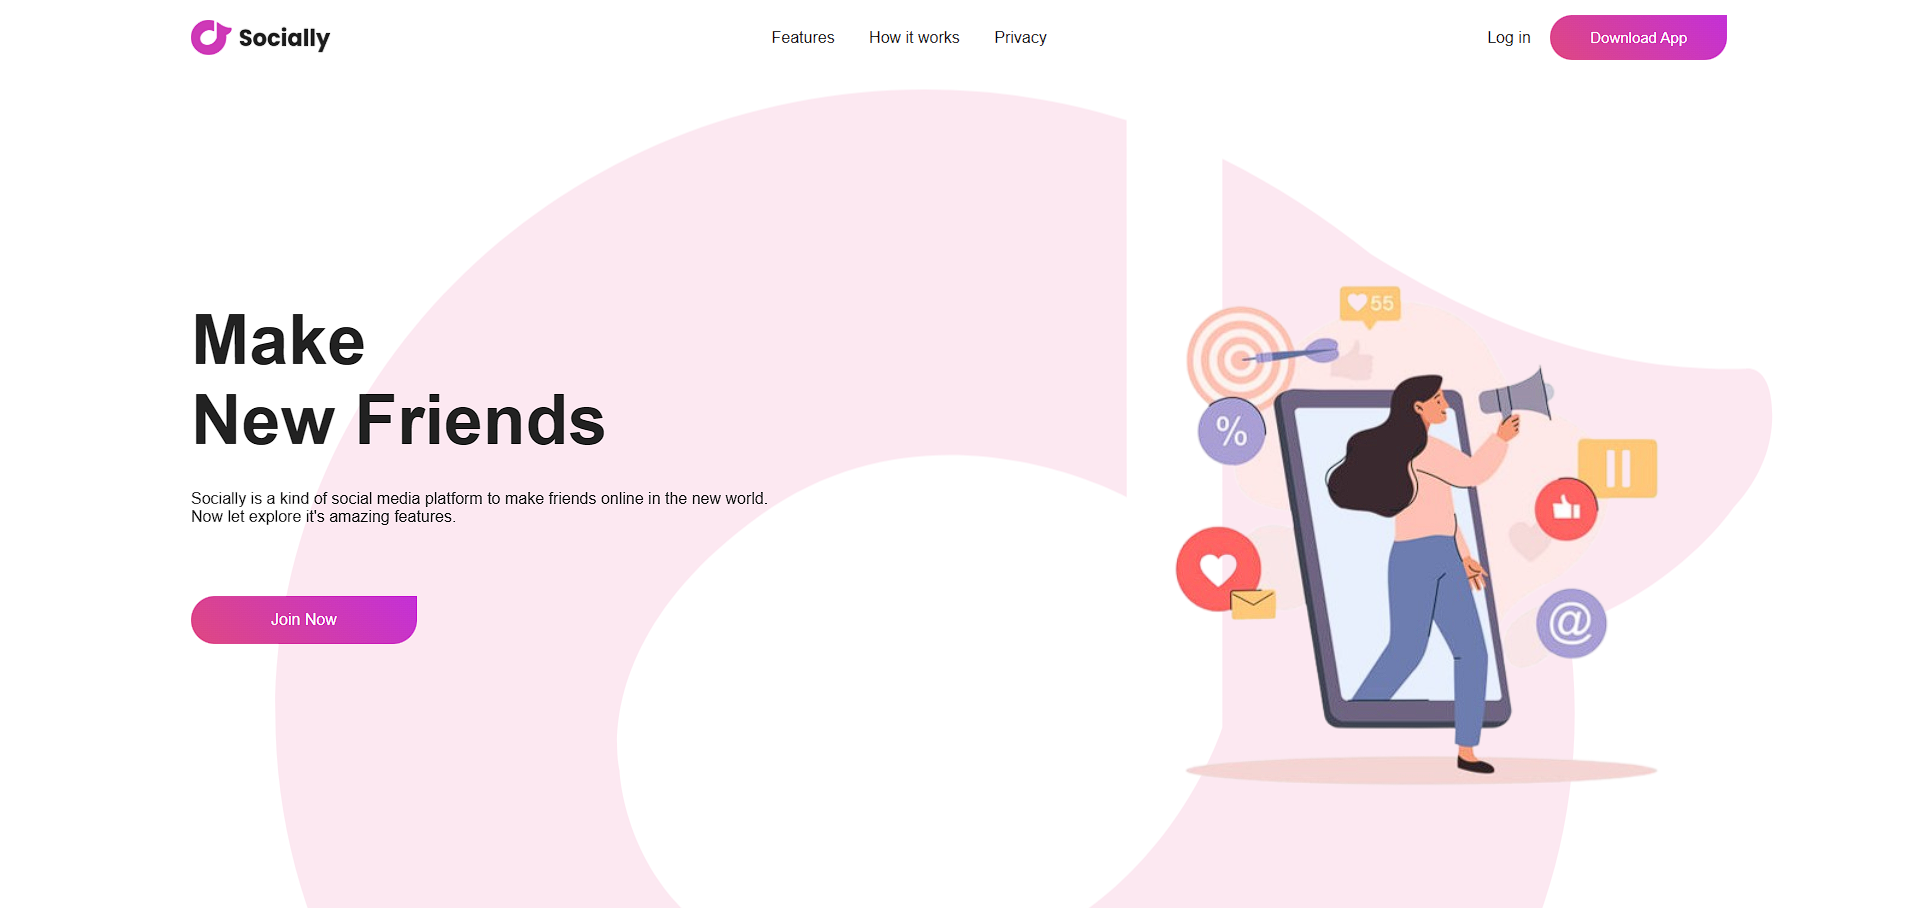 Socially
Features
How it works
Privacy
Log in
Download App
55
%
Make
New Friends
Socially is a kind of social media platform to make friends online in the new world.
Now let explore it's amazing features.
@
Join Now